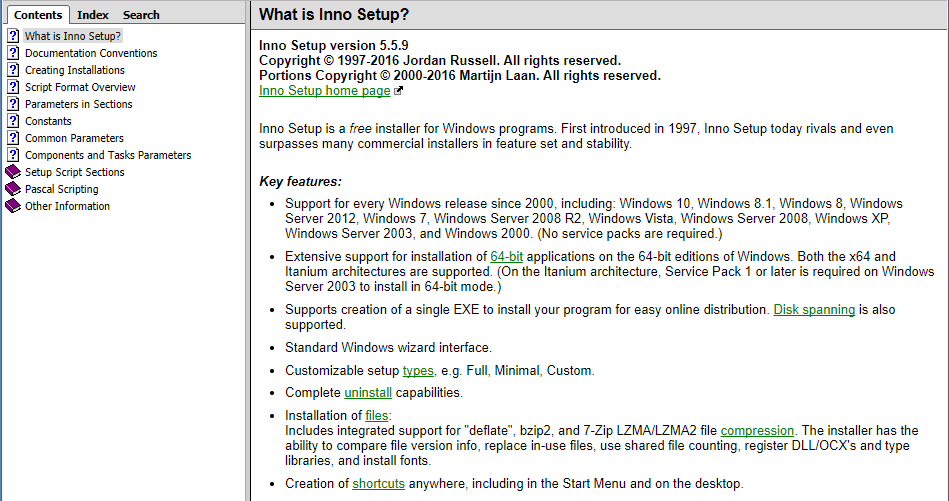 Contents Index Search
What is Inno Setup?
Documentation Conventions
Creating Installations
Script Format Overview
Parameters in Sections
Constants
Common Parameters
Components and Tasks Parameters
Setup Script Sections
Pascal Scripting
Other Information
What is Inno Setup?
Inno Setup version 5.5.9
Copyright © 1997-2016 Jordan Russell. All rights reserved.
Portions Copyright © 2000-2016 Martijn Laan. All rights reserved.
Inno Setup home page
Inno Setup is a free installer for Windows programs. First introduced in 1997, Inno Setup today rivals and even
surpasses many commercial installers in feature set and stability.
Key features:
• Support for every Windows release since 2000, including: Windows 10, Windows 8.1, Windows 8, Windows
Server 2012, Windows 7, Windows Server 2008 R2, Windows Vista, Windows Server 2008, Windows XP,
Windows Server 2003, and Windows 2000. (No service packs are required.)
• Extensive support for installation of 64-bit applications on the 64-bit editions of Windows. Both the x64 and
Itanium architectures are supported. (On the Itanium architecture, Service Pack 1 or later is required on Windows
Server 2003 to install in 64-bit mode.)
• Supports creation of a single EXE to install your program for easy online distribution. Disk spanning is also
supported.
• Standard Windows wizard interface.
• Customizable setup types, e.g. Full, Minimal, Custom.
• Complete uninstall capabilities.
• Installation of files:
Includes integrated support for "deflate", bzip2, and 7-Zip LZMA/LZMA2 file compression. The installer has the
ability to compare file version info, replace in-use files, use shared file counting, register DLL/OCX's and type
libraries, and install fonts.
• Creation of shortcuts anywhere, including in the Start Menu and on the desktop.